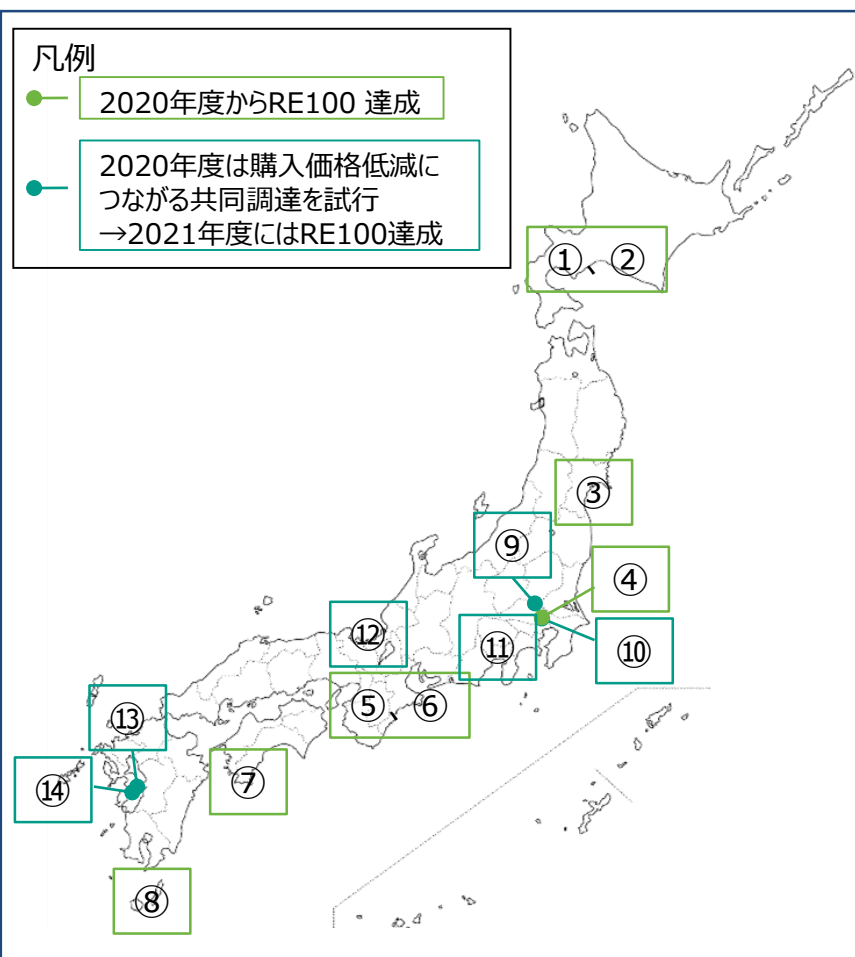 凡例
2020年度からRE100 達成
2020年度は購入価格低減に
つながる共同調達を試行
→2021年度にはRE100達成
①、②
③
⑨
④
⑫
⑪
⑩
⑤、⑥
⑬
⑦
⑭
⑧